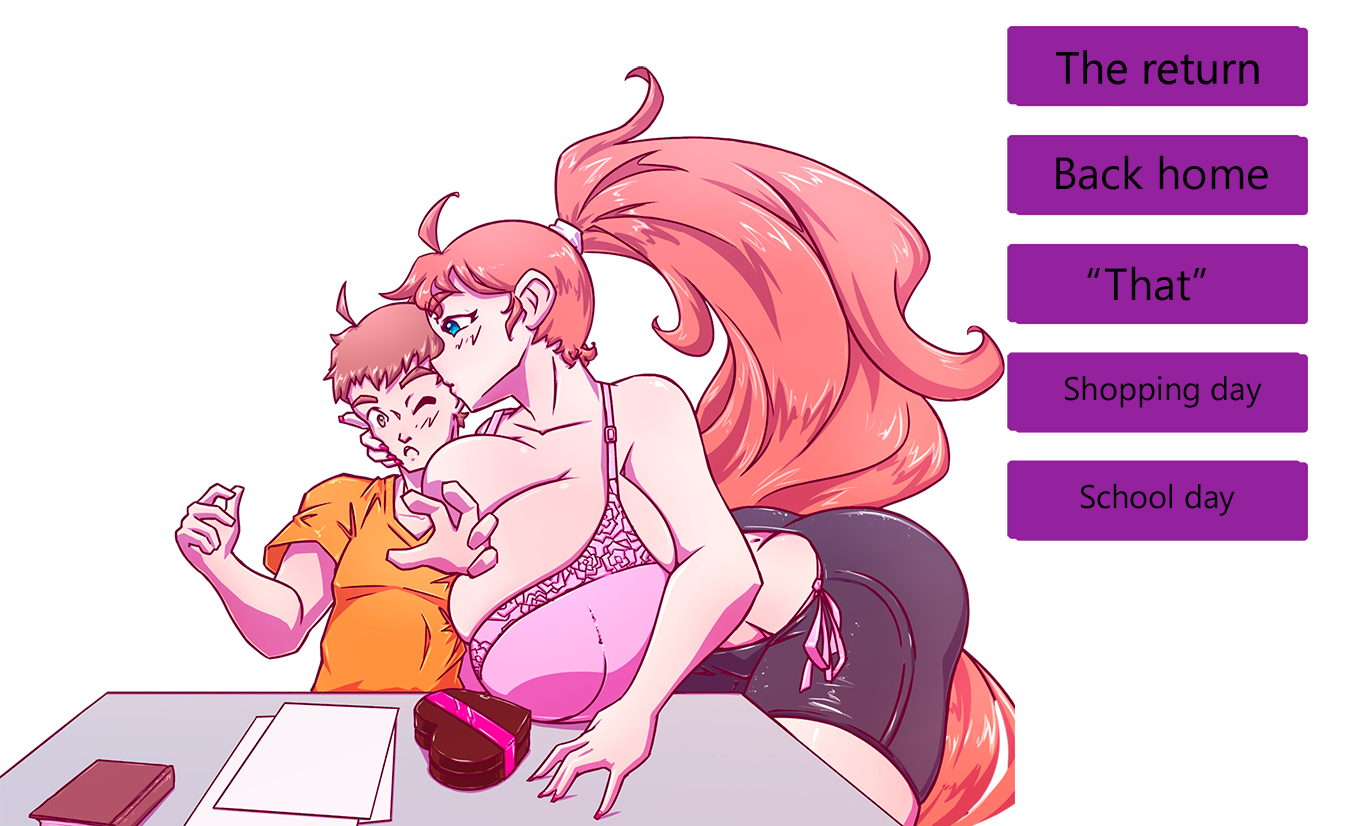 The return
Back home
“That”
Shopping day
School day